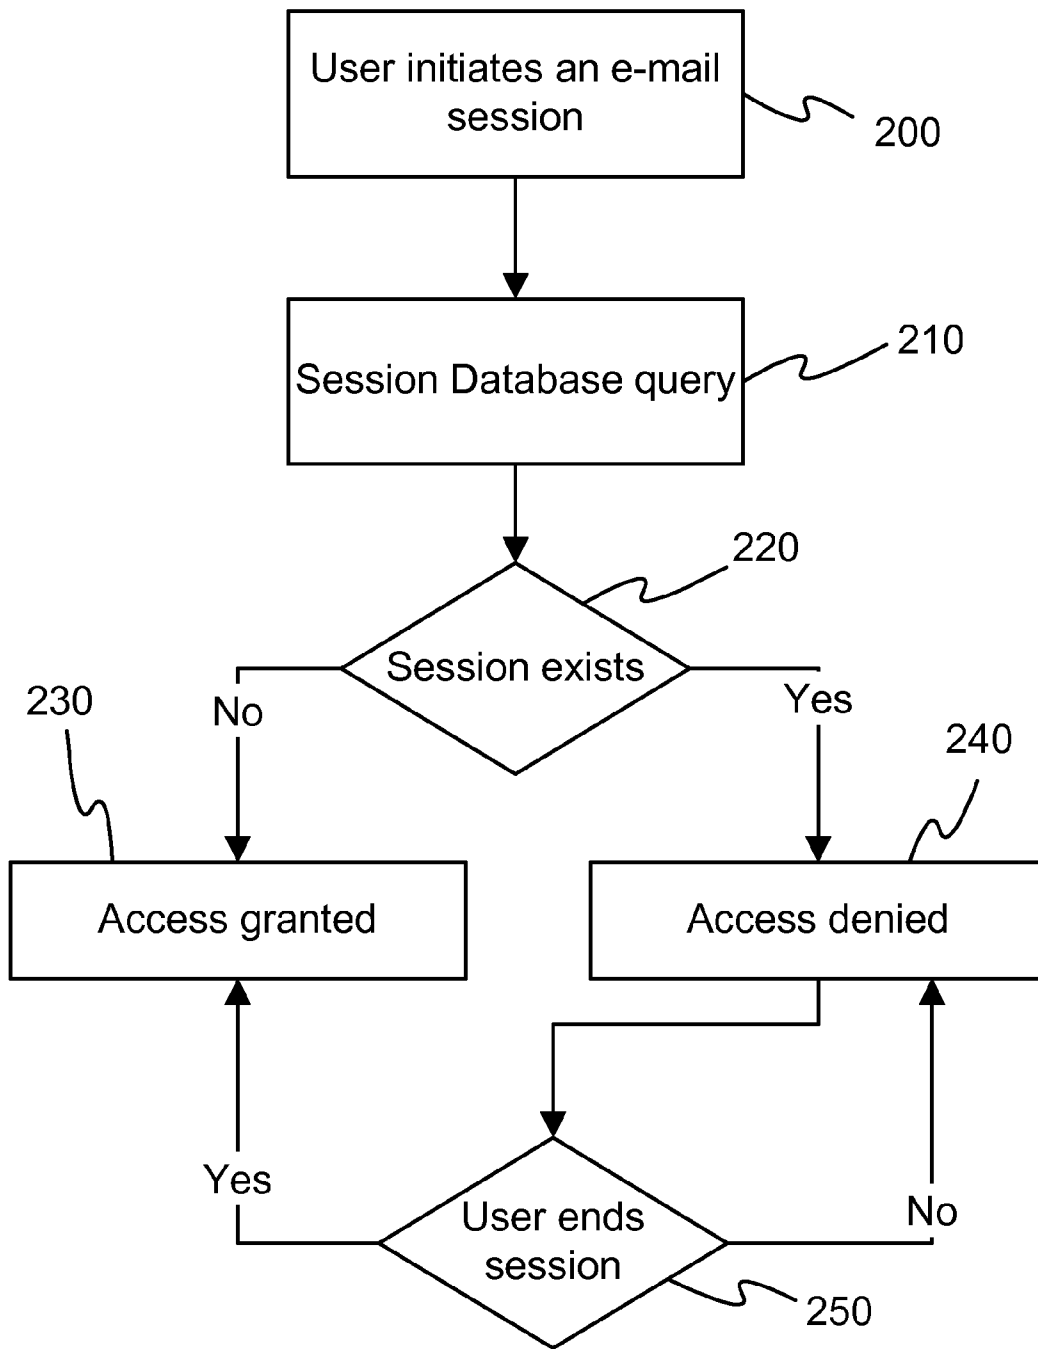 User initiates an e-mail
session
200
Session Database query
210
220
Session exists
No
Yes
230
240
Access granted
Access denied
Yes
No
User ends
session
250